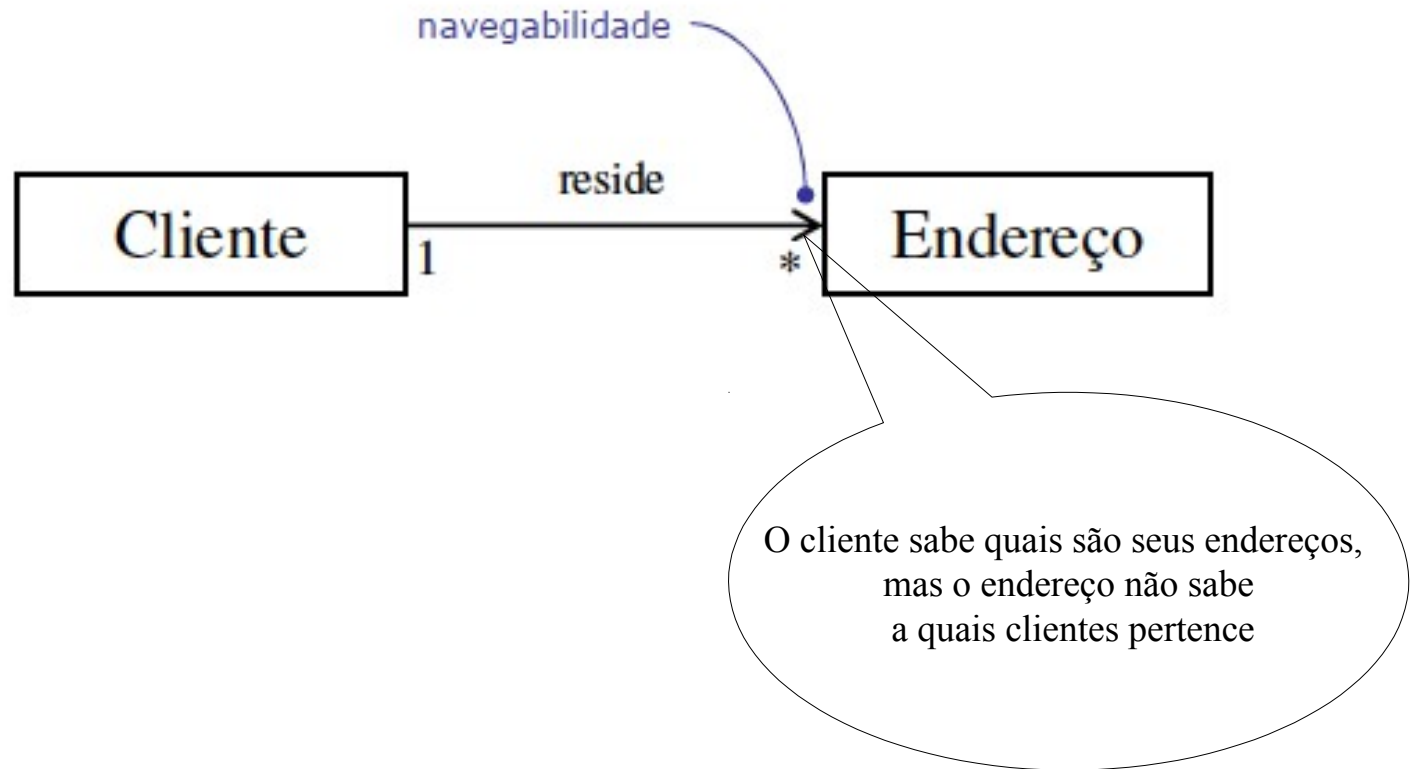 navegabilidade
reside
Cliente
1
*
Endereço
O cliente sabe quais são seus endereços,
mas o endereço não sabe
a quais clientes pertence